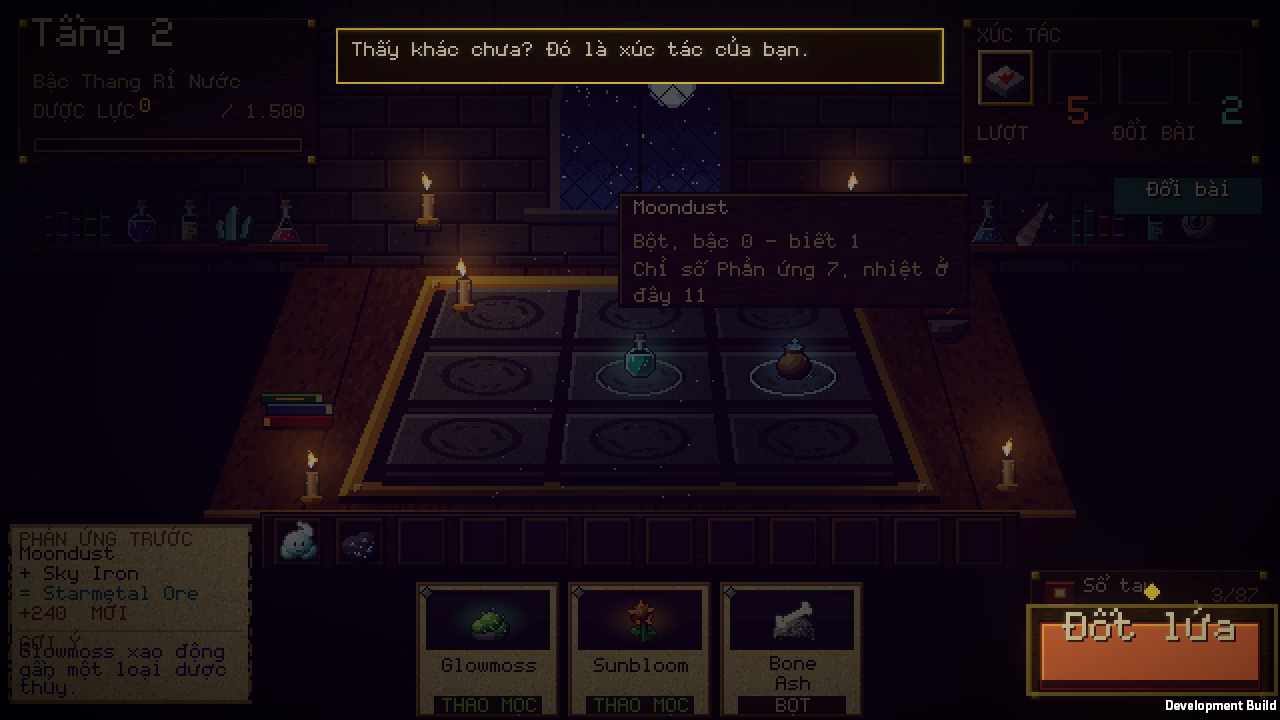 Tầng 2
Bậc Thang Rỉ Nước
DƯỢC LỰC 0 / 1.500
Thấy khác chưa? Đó là xúc tác của bạn.
XÚC TÁC
LƯỢT 5 ĐỔI BÀI 2
Đổi bài
Moondust
Bột, bậc 0 - biết 1
Chỉ số Phản ứng 7, nhiệt ở
đây 11
PHẢN ỨNG TRƯỚC
Moondust
+ Sky Iron
= Starmetal Ore
+240 MỚI
GỢI Ý
Glowmoss xao động
gần một loại dược
thủy.
Glowmoss
THẢO MỘC
Sunbloom
THẢO MỘC
Bone
Ash
BỘT
Sổ tay
3/87
Đốt lửa
Development Build